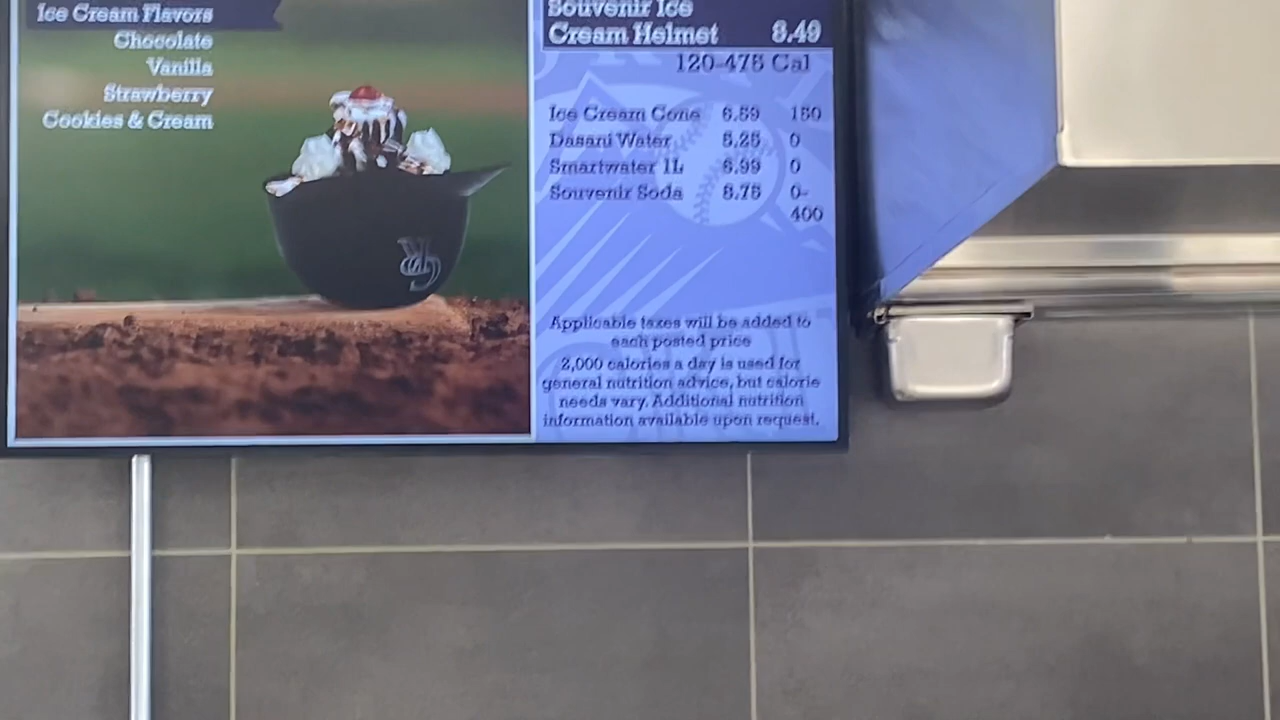 Ice Cream Flavors
Chocolate
Vanilla
Strawberry
Cookies & Cream
Souvenir Ice
Cream Helmet 8.49
120-475 Cal
Ice Cream Cone 6.59 150
Dasani Water 5.25 0
Smartwater 1L 6.99 0
Souvenir Soda 8.75 0-
400
Applicable taxes will be added to
each posted price
2,000 calories a day is used for
general nutrition advice, but calorie
needs vary. Additional nutrition
information available upon request.
CR